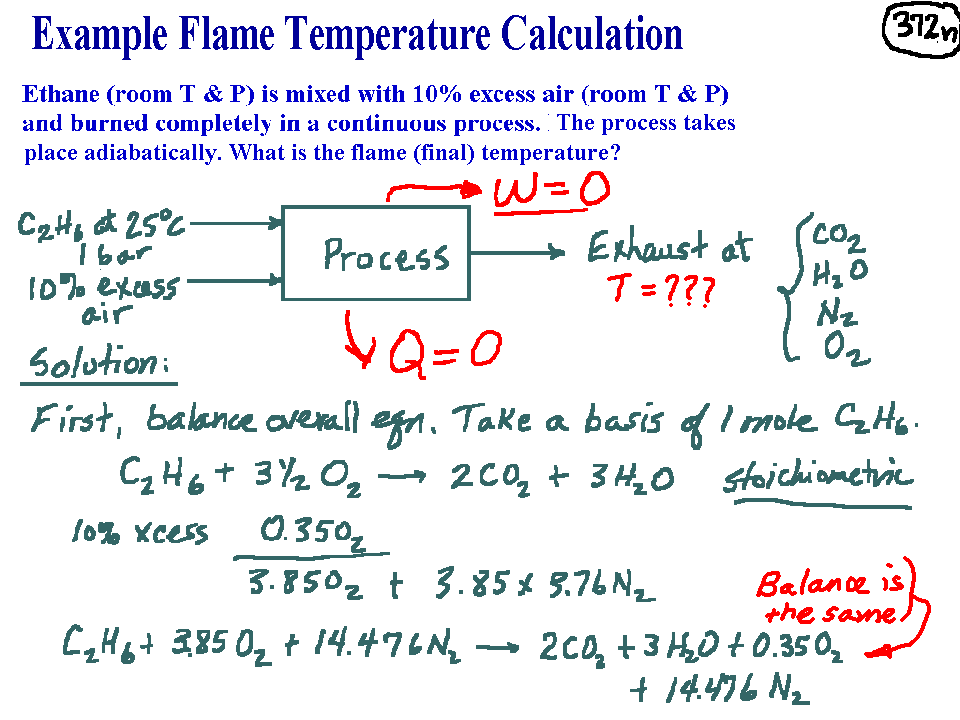 Example Flame Temperature Calculation
372n
Ethane (room T & P) is mixed with 10% excess air (room T & P)
and burned completely in a continuous process. The process takes
place adiabatically. What is the flame (final) temperature?
W = 0
C₂H₆ at 25°C
1 bar
10% excess
air
Process
Exhaust at
T = ???
CO₂
H₂O
N₂
O₂
Q = 0
Solution:
First, balance overall eqn. Take a basis of 1 mole C₂H₆.
C₂H₆ + 3½ O₂ → 2CO₂ + 3H₂O stoichiometric
10% xcess 0.35O₂
3.85O₂ + 3.85 x 3.76 N₂
Balance is
the same
C₂H₆ + 3.85 O₂ + 14.476 N₂ → 2CO₂ + 3H₂O + 0.35O₂
+ 14.476 N₂